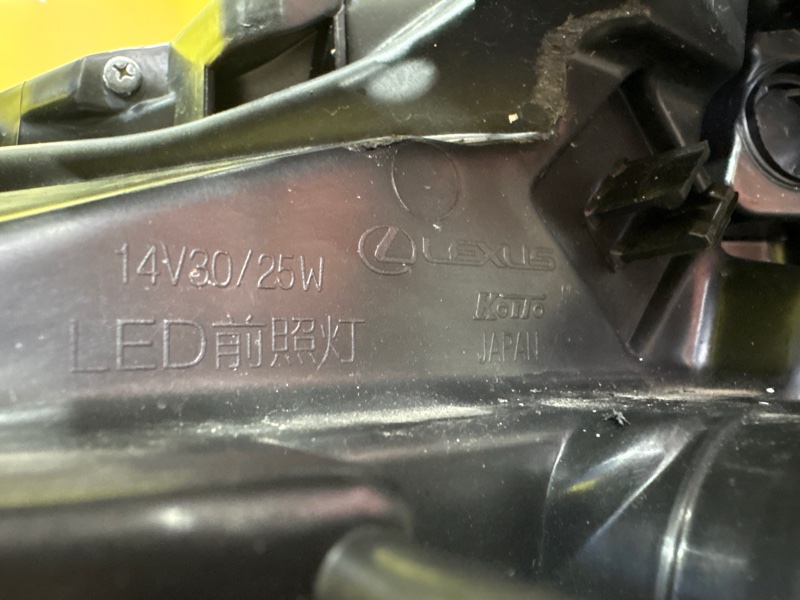 14V30/25W
LED前照灯
LEXUS
KOITO
JAPAN